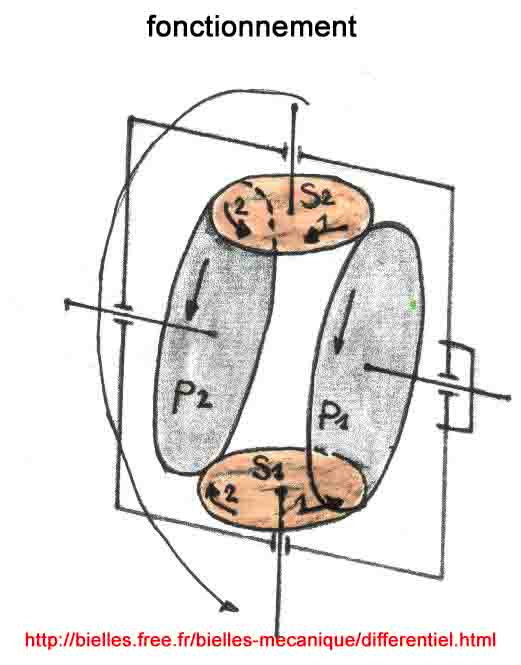 fonctionnement
S2
2
1
P2
P1
S1
2
1
http://bielles.free.fr/bielles-mecanique/differentiel.html